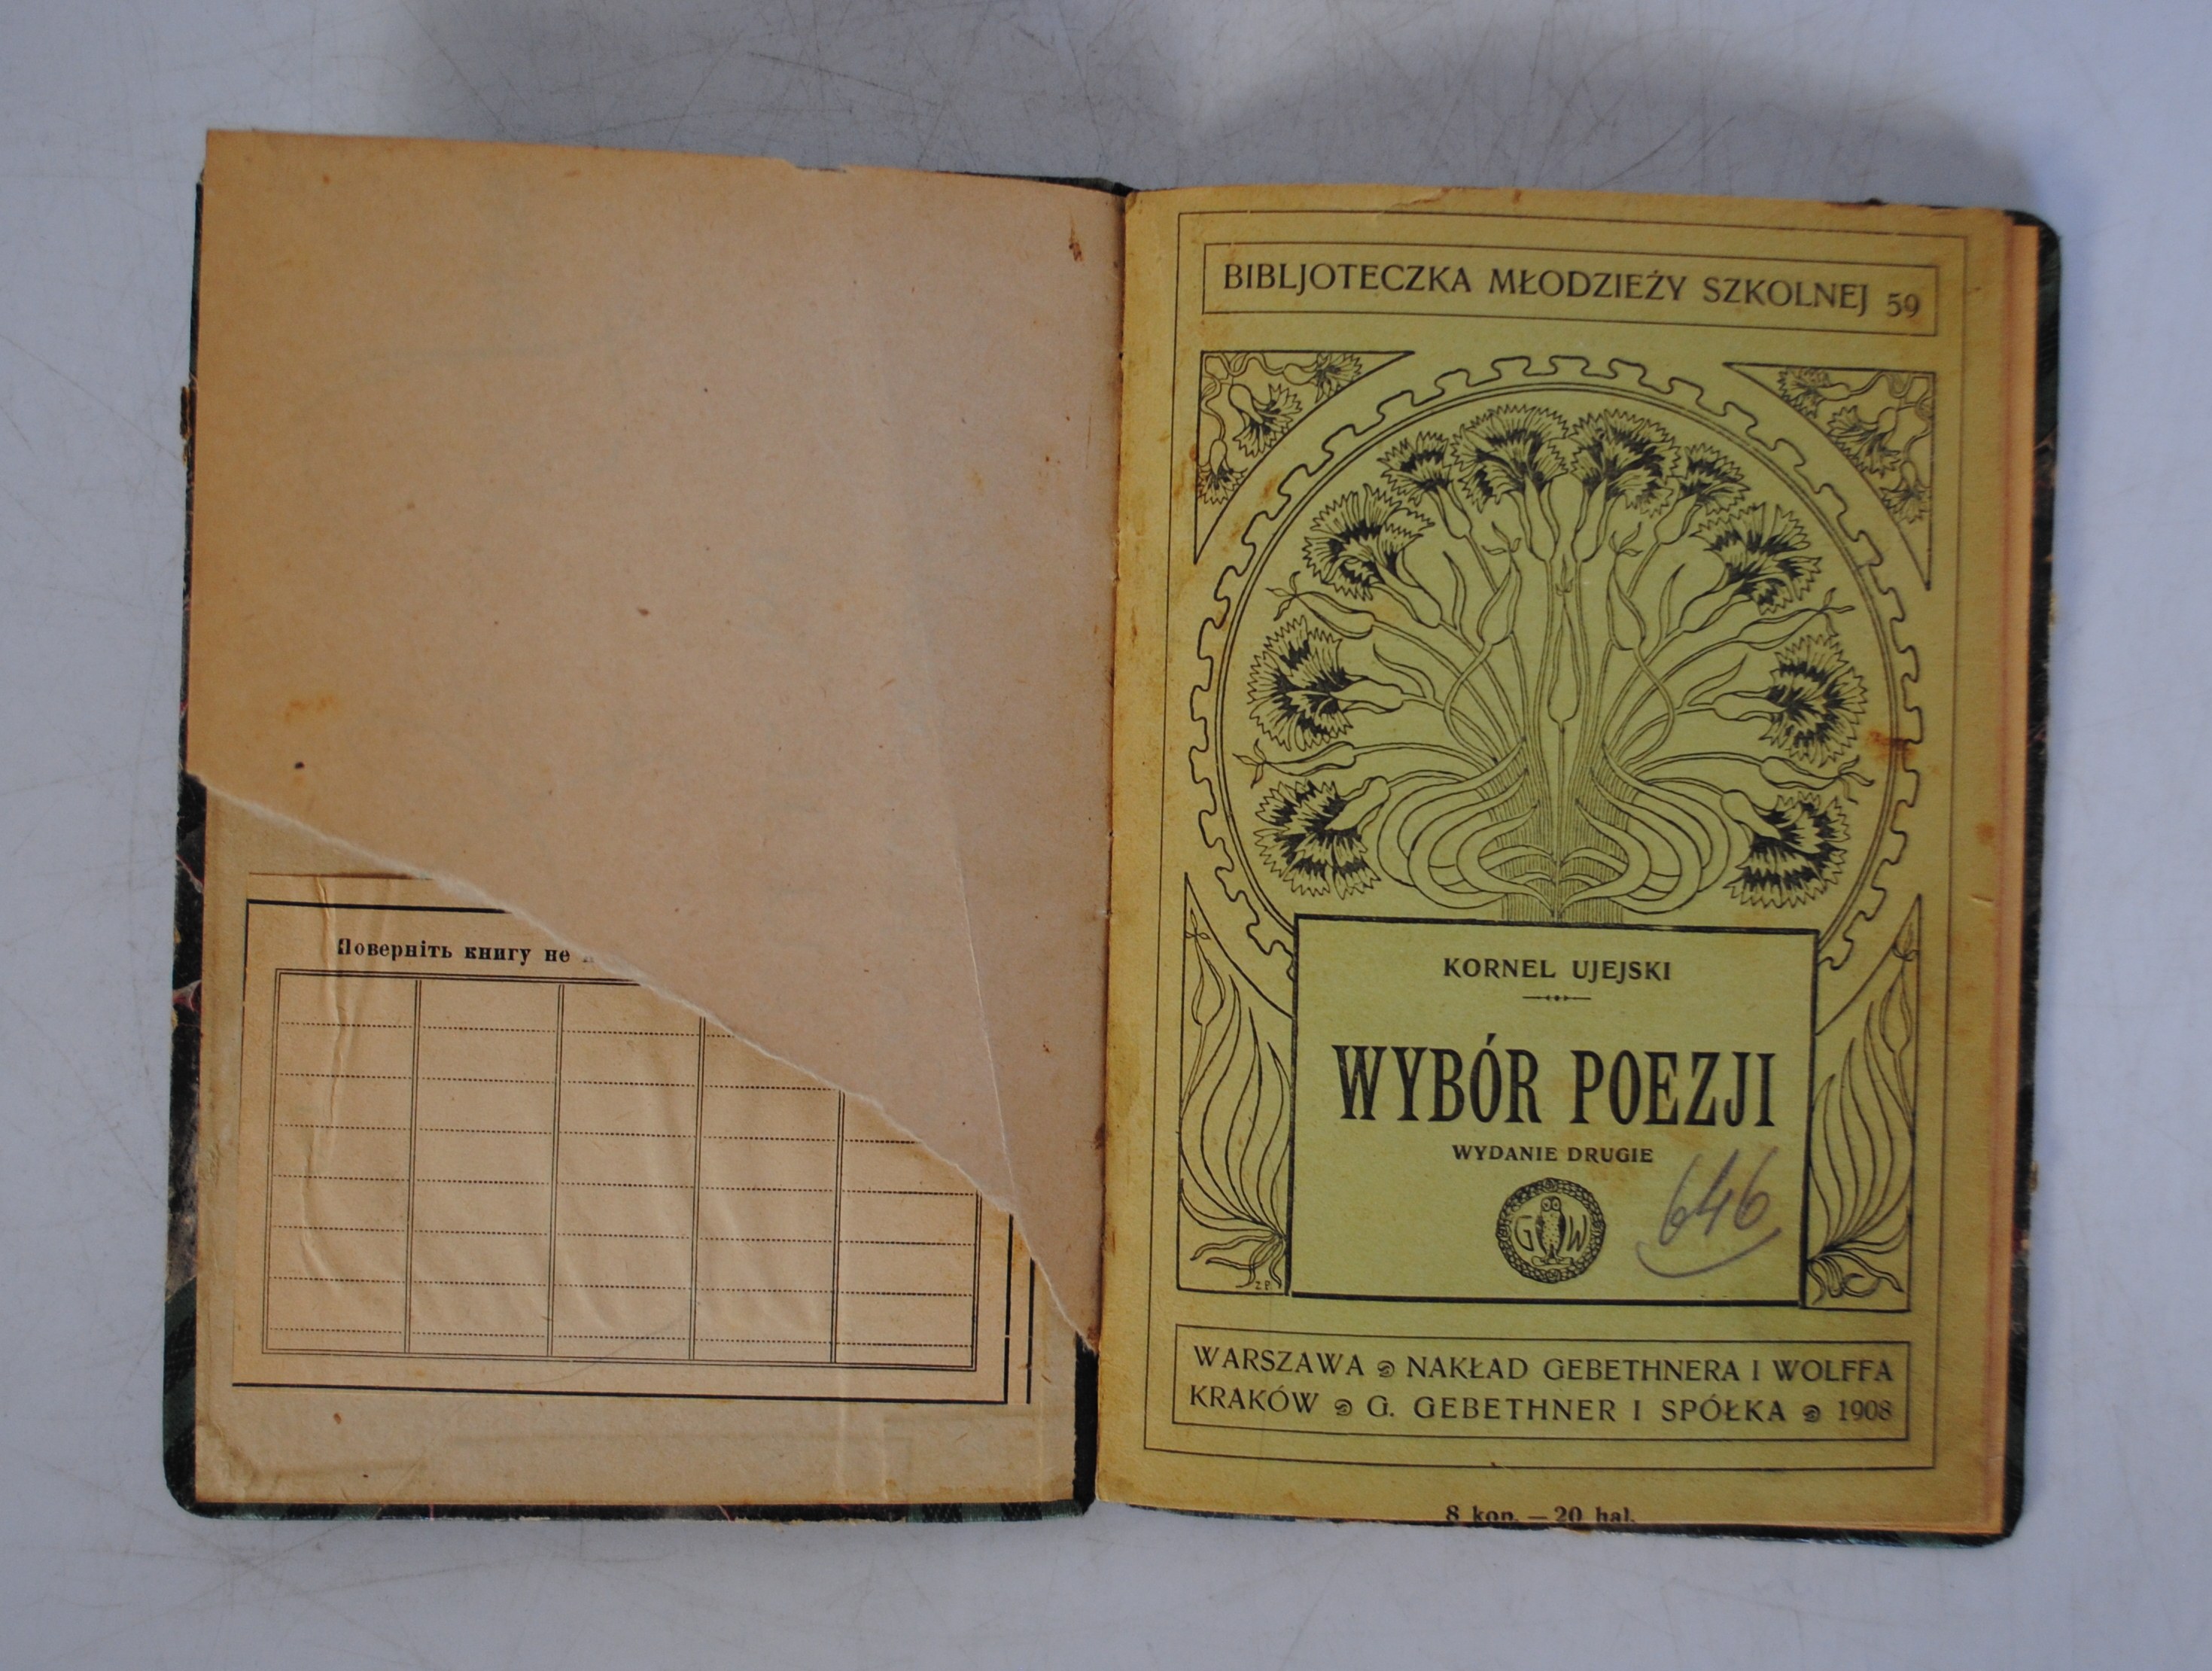 Поверніть книгу не
BIBLJOTECZKA MŁODZIEŻY SZKOLNEJ 59
KORNEL UJEJSKI
WYBÓR POEZJI
WYDANIE DRUGIE
G W
646
Z P.
WARSZAWA NAKŁAD GEBETHNERA I WOLFFA
KRAKÓW G. GEBETHNER I SPÓŁKA 1908
8 kop. — 20 hal.